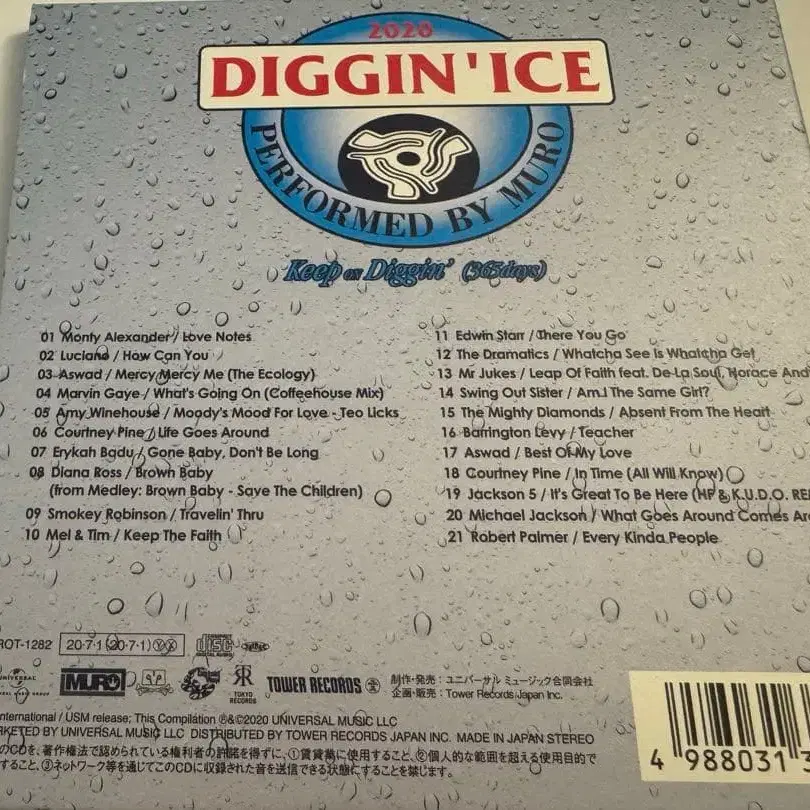 2020
DIGGIN' ICE
PERFORMED BY MURO
Keep on Diggin' (365days)
01 Monty Alexander / Love Notes
02 Luciano / How Can You
03 Aswad / Mercy Mercy Me (The Ecology)
04 Marvin Gaye / What's Going On (Coffeehouse Mix)
05 Amy Winehouse / Moody's Mood For Love - Teo Licks
06 Courtney Pine / Life Goes Around
07 Erykah Badu / Gone Baby, Don't Be Long
08 Diana Ross / Brown Baby
(from Medley: Brown Baby - Save The Children)
09 Smokey Robinson / Travelin' Thru
10 Mel & Tim / Keep The Faith
11 Edwin Starr / There You Go
12 The Dramatics / Whatcha See Is Whatcha Get
13 Mr Jukes / Leap Of Faith feat. De La Soul, Horace And
14 Swing Out Sister / Am I The Same Girl?
15 The Mighty Diamonds / Absent From The Heart
16 Barrington Levy / Teacher
17 Aswad / Best Of My Love
18 Courtney Pine / In Time (All Will Know)
19 Jackson 5 / It's Great To Be Here (HF & K.U.D.O. RE
20 Michael Jackson / What Goes Around Comes Ar
21 Robert Palmer / Every Kinda People
ROT-1282 20・7・1 (20・7・1) Ⓨ Ⓧ COMPACT disc DIGITAL AUDIO
UNIVERSAL
MURO
TOKYO RECORDS
TOWER RECORDS
制作・発売：ユニバーサル ミュージック合同会社
企画・販売：Tower Records Japan Inc.
International / USM release; This Compilation ℗&©2020 UNIVERSAL MUSIC LLC
RKETED BY UNIVERSAL MUSIC LLC DISTRIBUTED BY TOWER RECORDS JAPAN INC. MADE IN JAPAN STEREO
のCDを、著作権法で認められている権利者の許諾を得ずに、①賃貸業に使用すること、②個人的な範囲を超える使用目的で
すること、③ネットワーク等を通じてこのCDに収録された音を送信できる状態にすることを禁じます。
4 988031 3